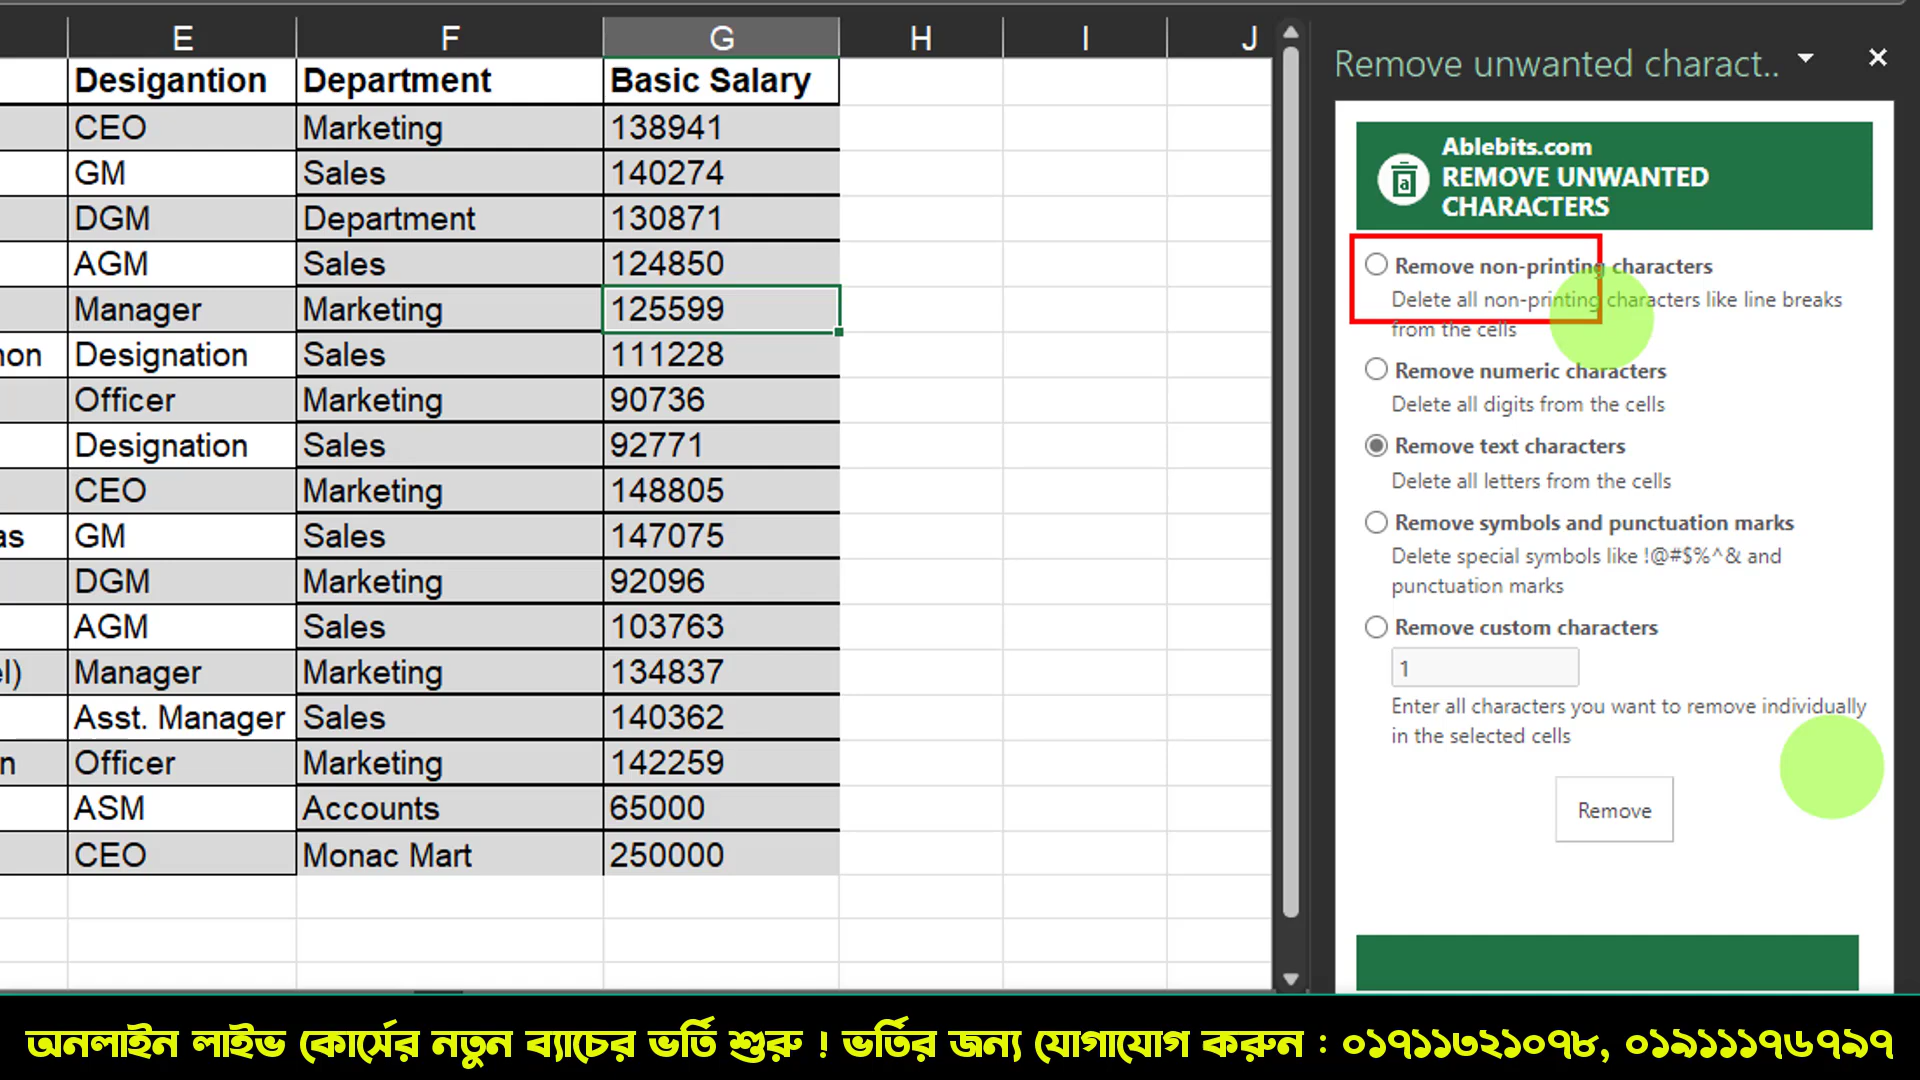 E F G H I J
Desigantion Department Basic Salary
CEO Marketing 138941
GM Sales 140274
DGM Department 130871
AGM Sales 124850
Manager Marketing 125599
non Designation Sales 111228
Officer Marketing 90736
Designation Sales 92771
CEO Marketing 148805
as GM Sales 147075
DGM Marketing 92096
AGM Sales 103763
el) Manager Marketing 134837
Asst. Manager Sales 140362
n Officer Marketing 142259
ASM Accounts 65000
CEO Monac Mart 250000
Remove unwanted charact..
Ablebits.com
REMOVE UNWANTED
CHARACTERS
Remove non-printing characters
Delete all non-printing characters like line breaks
from the cells
Remove numeric characters
Delete all digits from the cells
Remove text characters
Delete all letters from the cells
Remove symbols and punctuation marks
Delete special symbols like !@#$%^& and
punctuation marks
Remove custom characters
1
Enter all characters you want to remove individually
in the selected cells
Remove
অনলাইন লাইভ কোর্সের নতুন ব্যাচের ভর্তি শুরু ! ভর্তির জন্য যোগাযোগ করুন : ০১৭১১৩২১০৭৮, ০১৯১১১৭৬৭৯৭